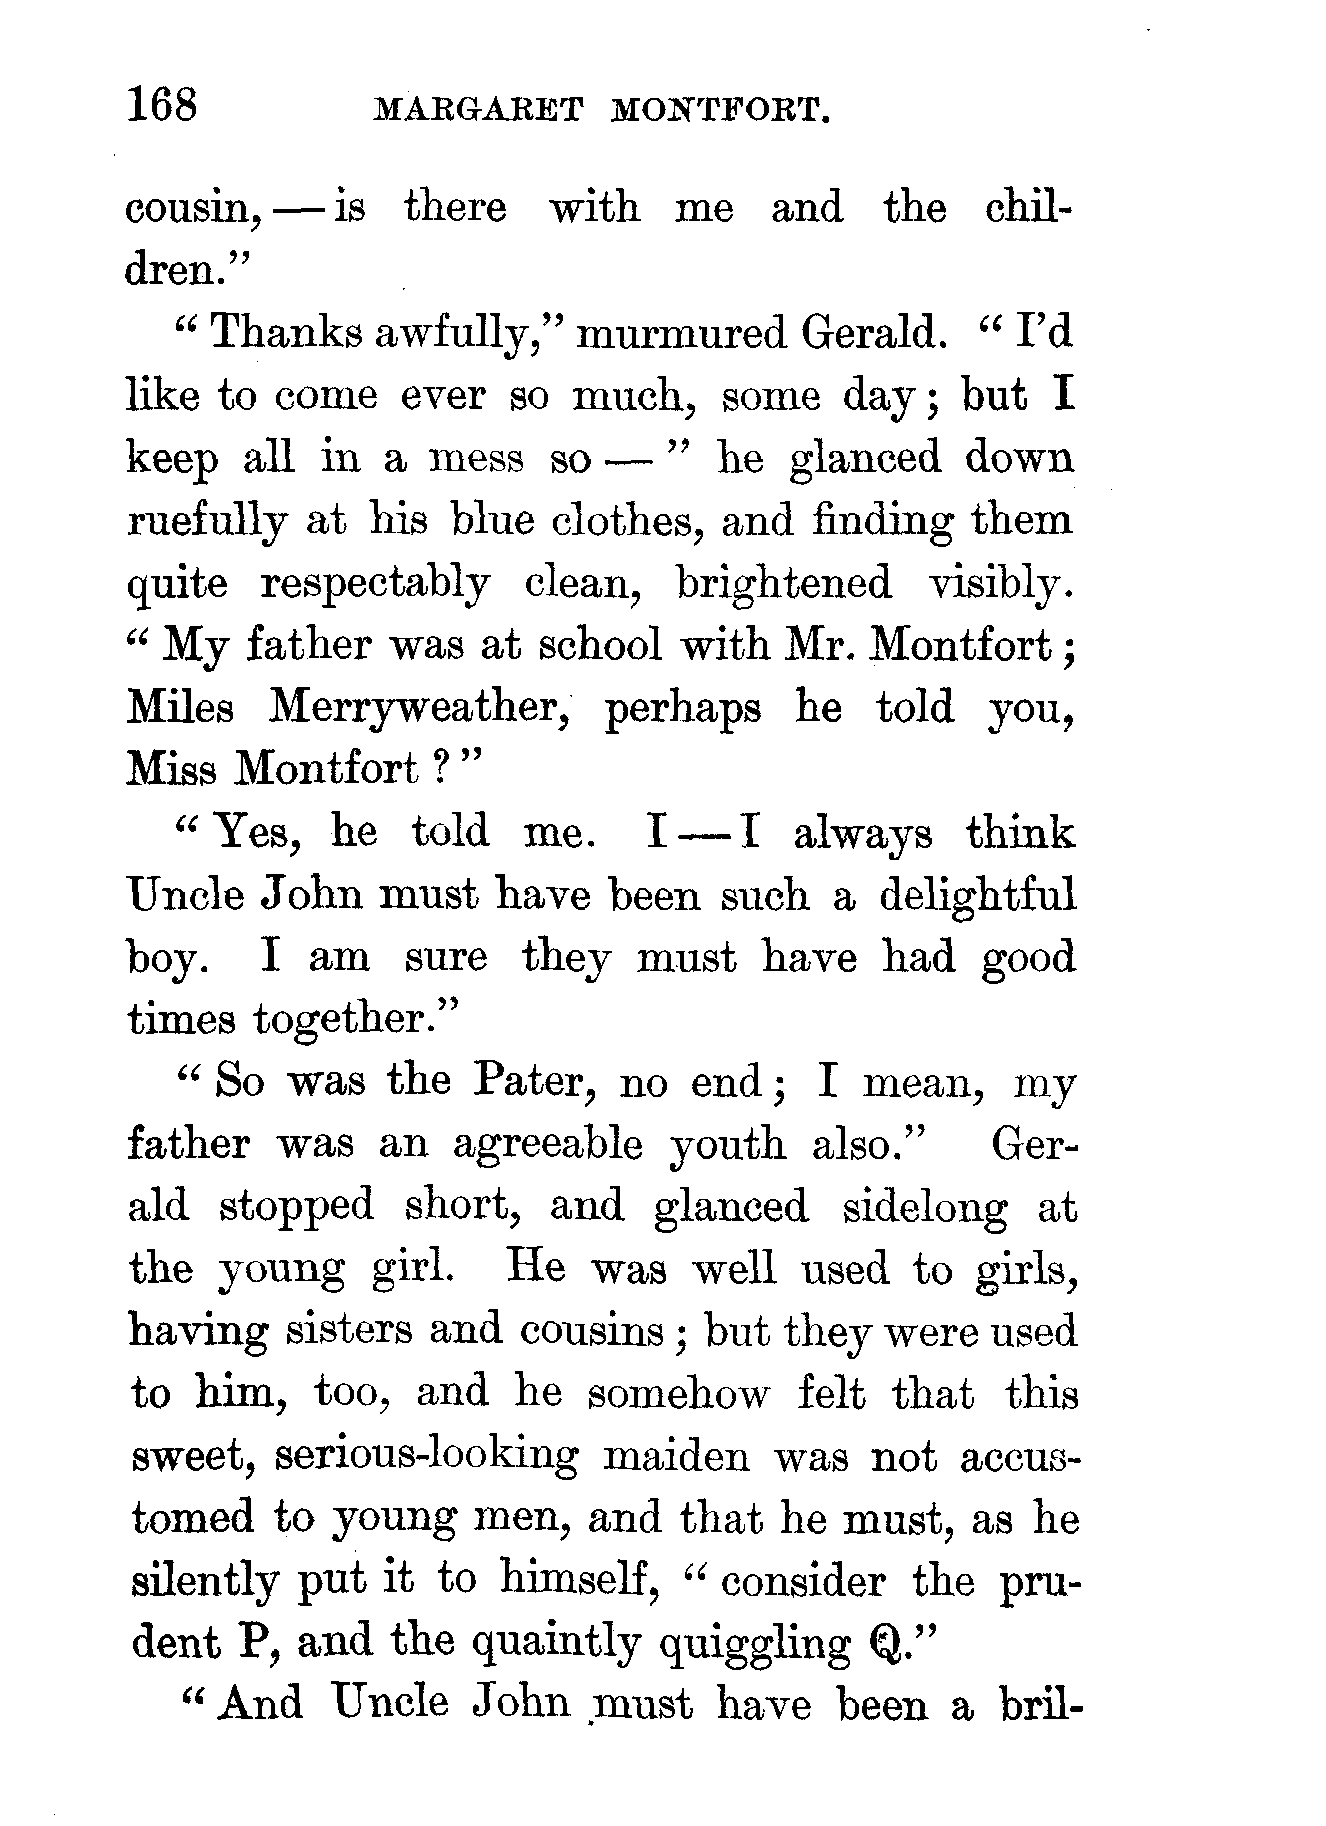 168 MARGARET MONTFORT.
cousin, — is there with me and the chil-
dren."
" Thanks awfully," murmured Gerald. " I'd
like to come ever so much, some day ; but I
keep all in a mess so — " he glanced down
ruefully at his blue clothes, and finding them
quite respectably clean, brightened visibly.
" My father was at school with Mr. Montfort ;
Miles Merryweather, perhaps he told you,
Miss Montfort ? "
" Yes, he told me. I — I always think
Uncle John must have been such a delightful
boy. I am sure they must have had good
times together."
" So was the Pater, no end ; I mean, my
father was an agreeable youth also." Ger-
ald stopped short, and glanced sidelong at
the young girl. He was well used to girls,
having sisters and cousins ; but they were used
to him, too, and he somehow felt that this
sweet, serious-looking maiden was not accus-
tomed to young men, and that he must, as he
silently put it to himself, " consider the pru-
dent P, and the quaintly quiggling Q."
" And Uncle John must have been a bril-